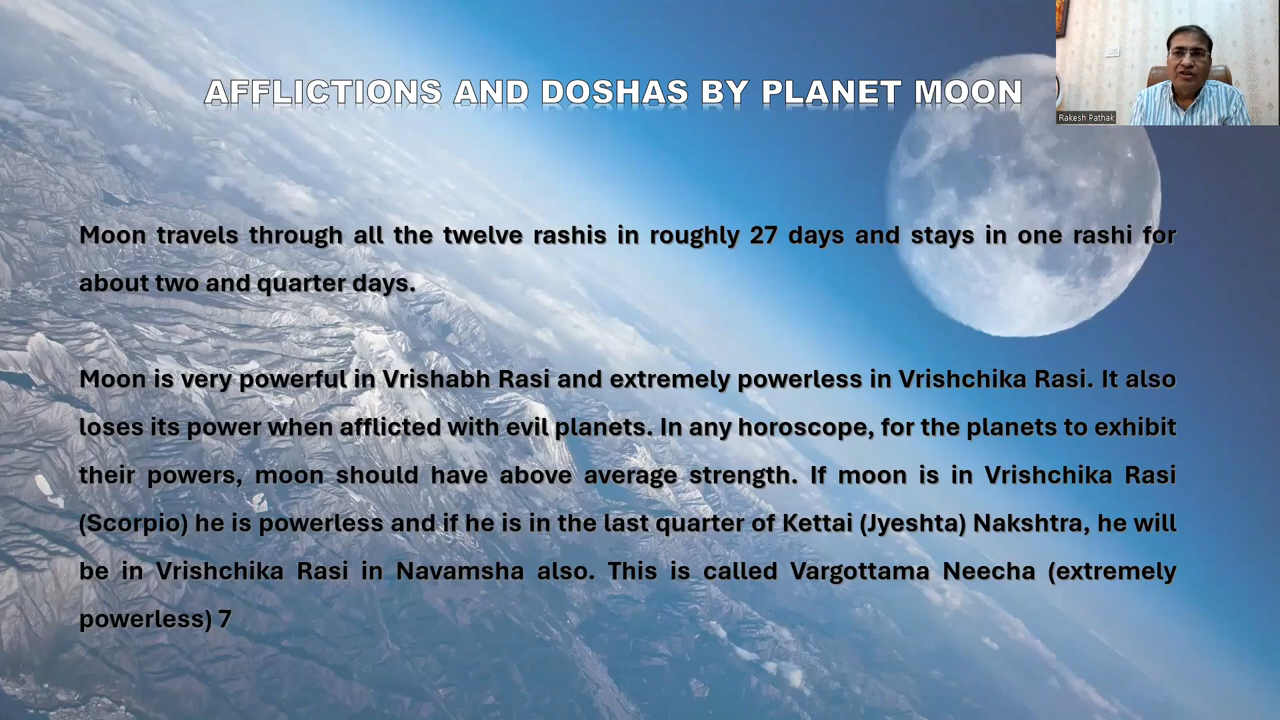 AFFLICTIONS AND DOSHAS BY PLANET MOON
Rakesh Pathak
Moon travels through all the twelve rashis in roughly 27 days and stays in one rashi for
about two and quarter days.
Moon is very powerful in Vrishabh Rasi and extremely powerless in Vrishchika Rasi. It also
loses its power when afflicted with evil planets. In any horoscope, for the planets to exhibit
their powers, moon should have above average strength. If moon is in Vrishchika Rasi
(Scorpio) he is powerless and if he is in the last quarter of Kettai (Jyeshta) Nakshtra, he will
be in Vrishchika Rasi in Navamsha also. This is called Vargottama Neecha (extremely
powerless) 7